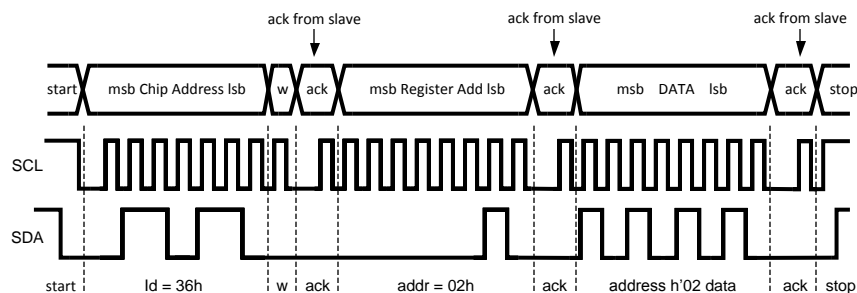 ack from slave ack from slave ack from slave
start msb Chip Address lsb w ack msb Register Add lsb ack msb DATA lsb ack stop
SCL
SDA
start Id = 36h w ack addr = 02h ack address h'02 data ack stop